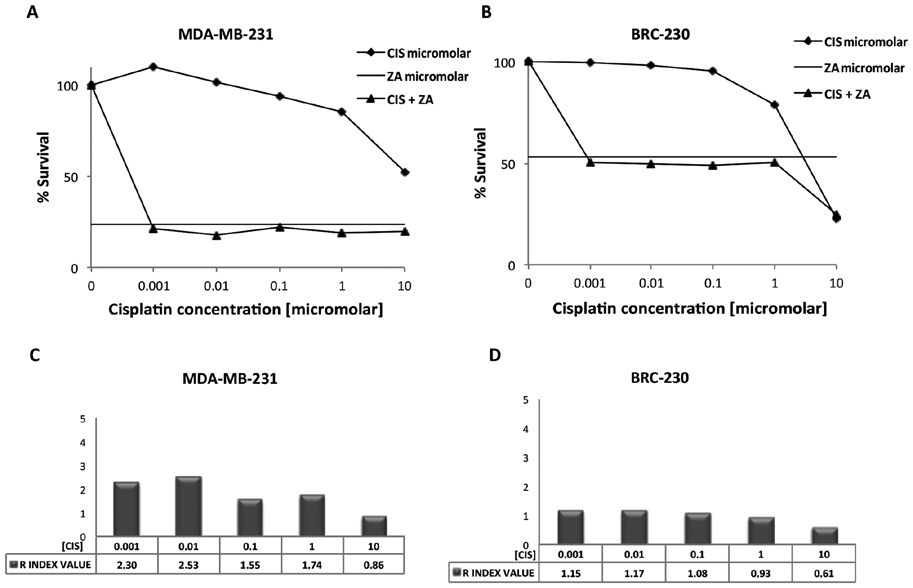 A
MDA-MB-231
CIS micromolar
ZA micromolar
CIS + ZA
% Survival
100
50
0
0 0.001 0.01 0.1 1 10
Cisplatin concentration [micromolar]
B
BRC-230
CIS micromolar
ZA micromolar
CIS + ZA
% Survival
100
50
0
0 0.001 0.01 0.1 1 10
Cisplatin concentration [micromolar]
C
MDA-MB-231
5
4
3
2
1
0
[CIS] 0.001 0.01 0.1 1 10
R INDEX VALUE 2.30 2.53 1.55 1.74 0.86
D
BRC-230
5
4
3
2
1
0
[CIS] 0.001 0.01 0.1 1 10
R INDEX VALUE 1.15 1.17 1.08 0.93 0.61